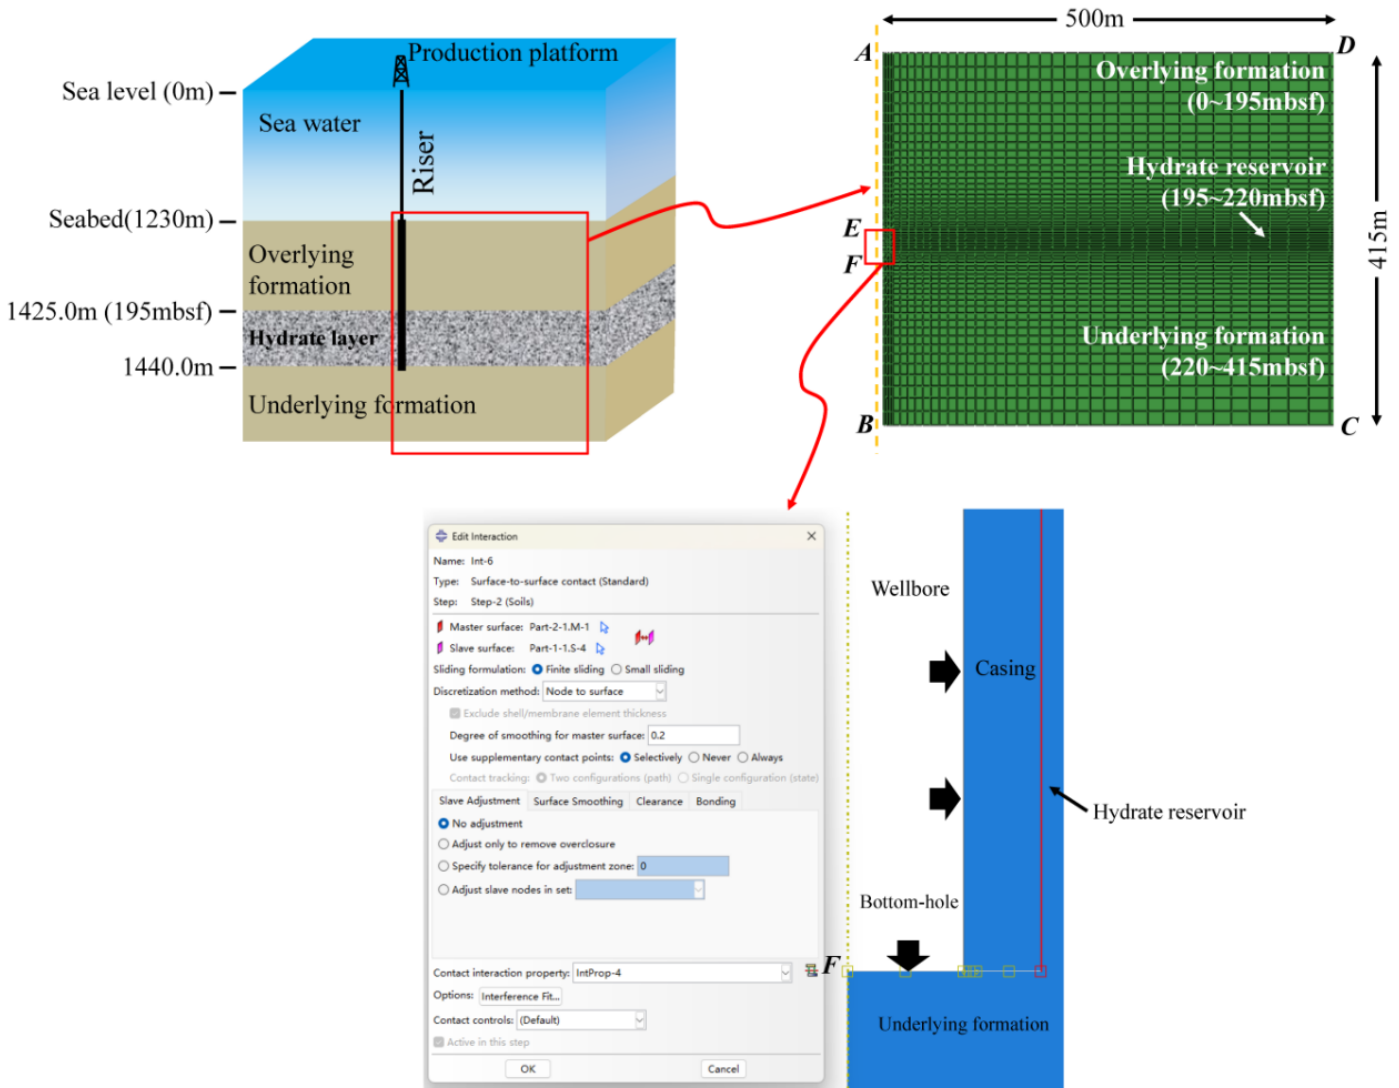 Production platform
Sea level (0m)
Sea water
Riser
Seabed(1230m)
Overlying
formation
1425.0m (195mbsf)
Hydrate layer
1440.0m
Underlying formation
500m
A
D
Overlying formation
(0~195mbsf)
Hydrate reservoir
(195~220mbsf)
E
F
415m
Underlying formation
(220~415mbsf)
B
C
Edit Interaction
Name: Int-6
Type: Surface-to-surface contact (Standard)
Step: Step-2 (Soils)
Master surface: Part-2-1.M-1
Slave surface: Part-1-1.S-4
Sliding formulation: Finite sliding Small sliding
Discretization method: Node to surface
Exclude shell/membrane element thickness
Degree of smoothing for master surface: 0.2
Use supplementary contact points: Selectively Never Always
Contact tracking: Two configurations (path) Single configuration (state)
Slave Adjustment Surface Smoothing Clearance Bonding
No adjustment
Adjust only to remove overclosure
Specify tolerance for adjustment zone: 0
Adjust slave nodes in set:
Contact interaction property: IntProp-4
Options: Interference Fit...
Contact controls: (Default)
Active in this step
OK Cancel
Wellbore
Casing
Hydrate reservoir
Bottom-hole
F
Underlying formation